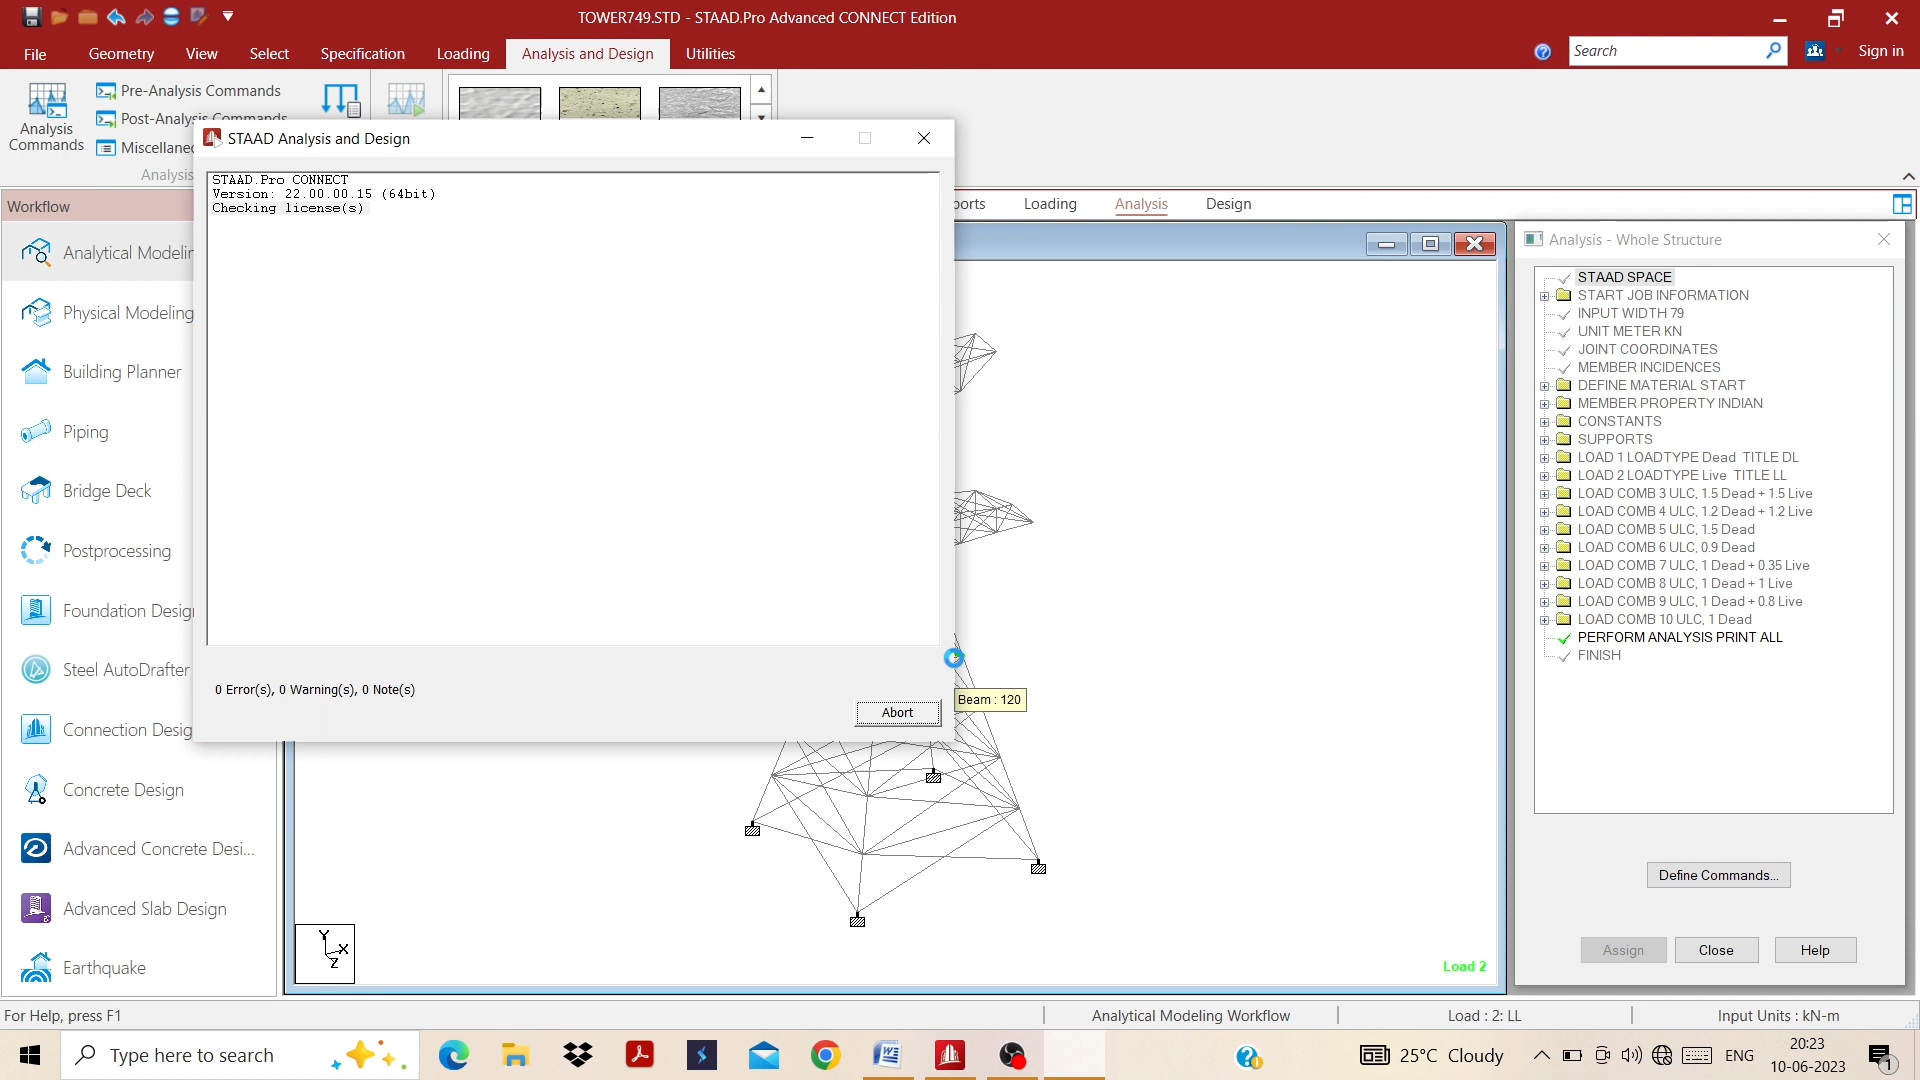 TOWER749.STD - STAAD.Pro Advanced CONNECT Edition
File
Geometry
View
Select
Specification
Loading
Analysis and Design
Utilities
Search
Sign in
Analysis
Commands
Pre-Analysis Commands
Post-Analysis Commands
Analysis
STAAD Analysis and Design
STAAD.Pro CONNECT
Version: 22.00.00.15 (64bit)
Checking license(s)
0 Error(s), 0 Warning(s), 0 Note(s)
Abort
Loading
Analysis
Design
Workflow
Physical Modeling
Building Planner
Piping
Bridge Deck
Postprocessing
Steel AutoDrafter
Concrete Design
Advanced Concrete Desi...
Advanced Slab Design
Earthquake
Beam : 120
Y
X
Z
Load 2
Analysis - Whole Structure
STAAD SPACE
START JOB INFORMATION
INPUT WIDTH 79
UNIT METER KN
JOINT COORDINATES
MEMBER INCIDENCES
DEFINE MATERIAL START
MEMBER PROPERTY INDIAN
CONSTANTS
SUPPORTS
LOAD 1 LOADTYPE Dead  TITLE DL
LOAD 2 LOADTYPE Live  TITLE LL
LOAD COMB 3 ULC, 1.5 Dead + 1.5 Live
LOAD COMB 4 ULC, 1.2 Dead + 1.2 Live
LOAD COMB 5 ULC, 1.5 Dead
LOAD COMB 6 ULC, 0.9 Dead
LOAD COMB 7 ULC, 1 Dead + 0.35 Live
LOAD COMB 8 ULC, 1 Dead + 1 Live
LOAD COMB 9 ULC, 1 Dead + 0.8 Live
LOAD COMB 10 ULC, 1 Dead
PERFORM ANALYSIS PRINT ALL
FINISH
Define Commands...
Assign
Close
Help
For Help, press F1
Analytical Modeling Workflow
Load : 2: LL
Input Units : kN-m
Type here to search
25°C Cloudy
ENG
20:23
10-06-2023
1